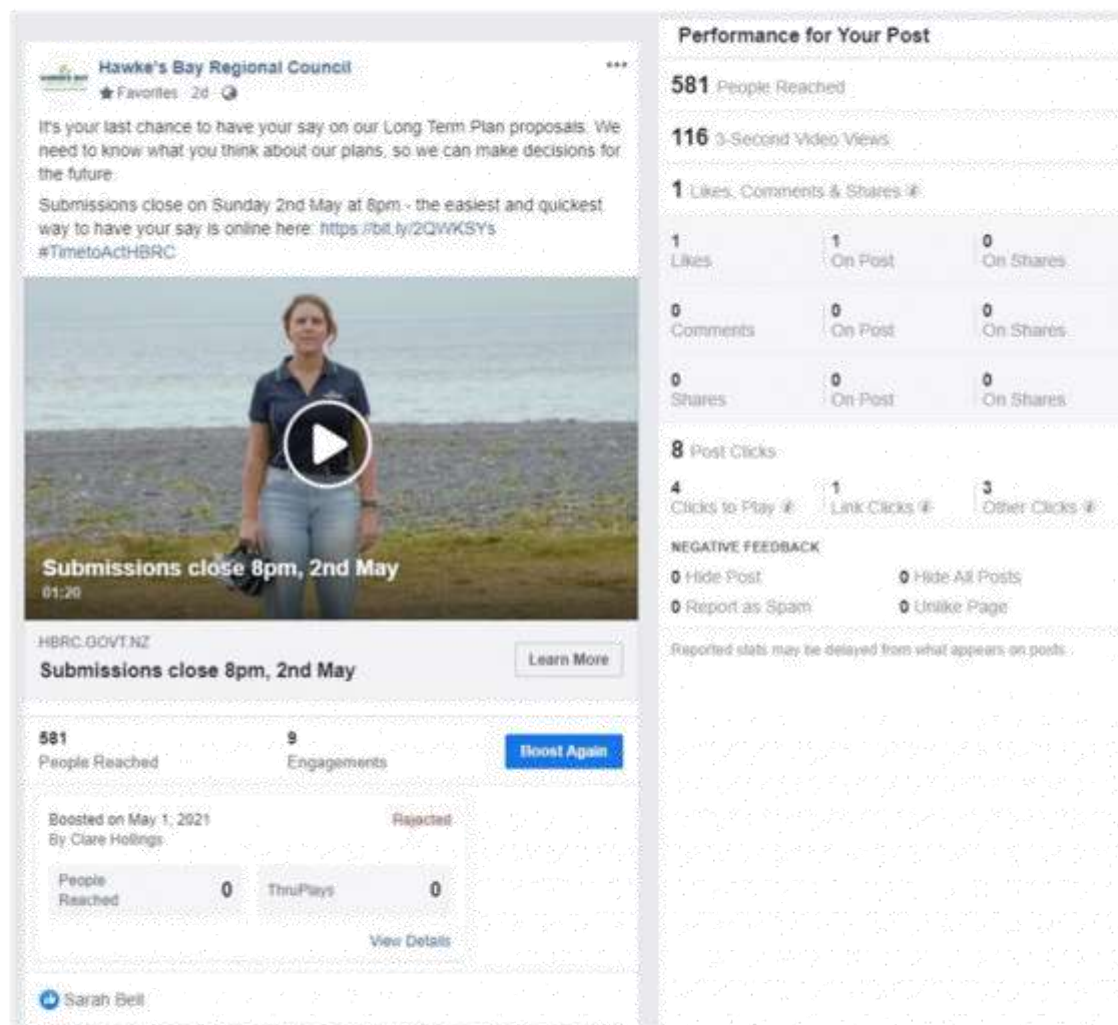 Hawke's Bay Regional Council
Favorites 2d
It's your last chance to have your say on our Long Term Plan proposals. We
need to know what you think about our plans, so we can make decisions for
the future.
Submissions close on Sunday 2nd May at 8pm - the easiest and quickest
way to have your say is online here: https://bit.ly/2QWKSYs
#TimetoActHBRC
Submissions close 8pm, 2nd May
01:20
HBRC.GOVT.NZ
Submissions close 8pm, 2nd May
Learn More
581
People Reached
9
Engagements
Boost Again
Boosted on May 1, 2021
Rejected
By Clare Hollings
People
Reached
0
ThruPlays
0
View Details
Sarah Bell
Performance for Your Post
581 People Reached
116 3-Second Video Views
1 Likes, Comments & Shares
1 1 0
Likes On Post On Shares
0 0 0
Comments On Post On Shares
0 0 0
Shares On Post On Shares
8 Post Clicks
4 1 3
Clicks to Play Link Clicks Other Clicks
NEGATIVE FEEDBACK
0 Hide Post 0 Hide All Posts
0 Report as Spam 0 Unlike Page
Reported stats may be delayed from what appears on posts